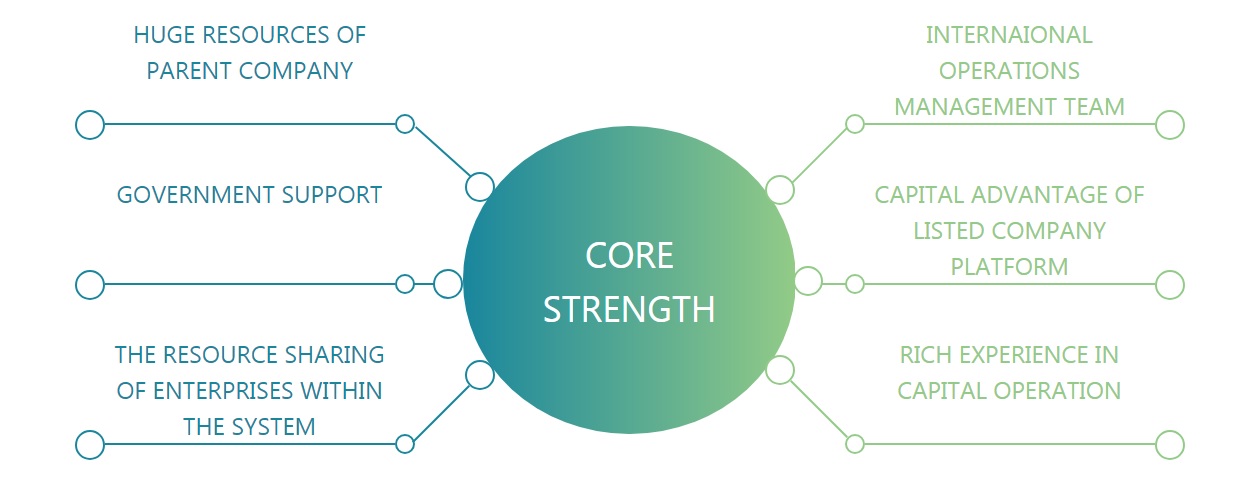 HUGE RESOURCES OF
PARENT COMPANY
GOVERNMENT SUPPORT
THE RESOURCE SHARING
OF ENTERPRISES WITHIN
THE SYSTEM
CORE
STRENGTH
INTERNAIONAL
OPERATIONS
MANAGEMENT TEAM
CAPITAL ADVANTAGE OF
LISTED COMPANY
PLATFORM
RICH EXPERIENCE IN
CAPITAL OPERATION